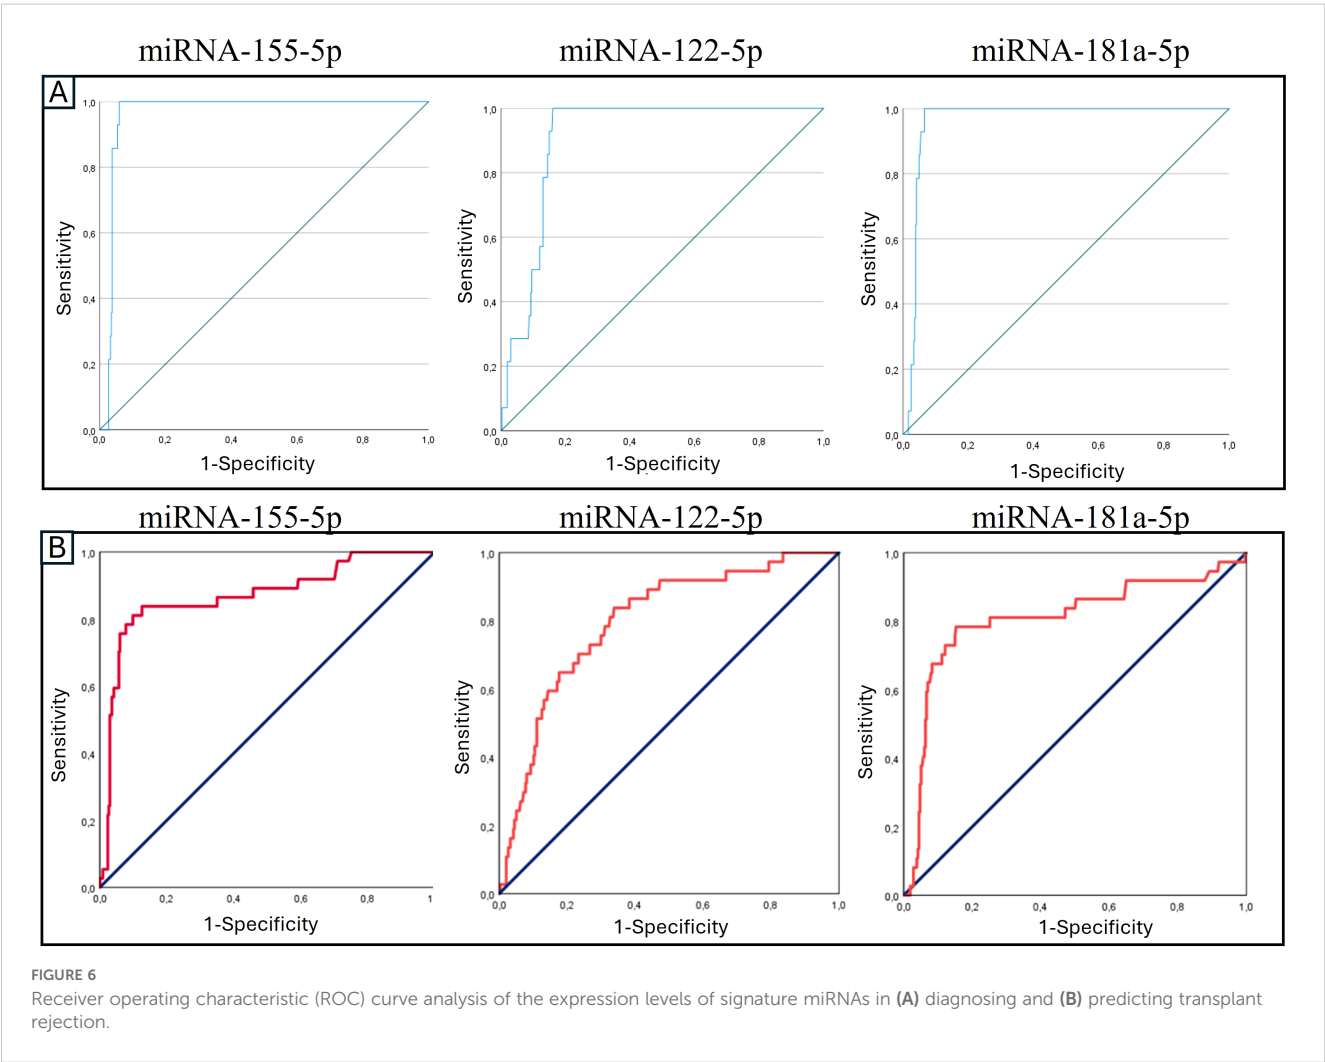 miRNA-155-5p miRNA-122-5p miRNA-181a-5p
A
1,0 1,0 1,0
0,8 0,8 0,8
0,6 0,6 0,6
0,4 0,4 0,4
0,2 0,2 0,2
0,0 0,0 0,0
Sensitivity Sensitivity Sensitivity
0,0 0,2 0,4 0,6 0,8 1,0 0,0 0,2 0,4 0,6 0,8 1,0 0,0 0,2 0,4 0,6 0,8 1,0
1-Specificity 1-Specificity 1-Specificity
miRNA-155-5p miRNA-122-5p miRNA-181a-5p
B
1,0 1,0 1,0
0,8 0,8 0,8
0,6 0,6 0,6
0,4 0,4 0,4
0,2 0,2 0,2
0,0 0,0 0,0
Sensitivity Sensitivity Sensitivity
0,0 0,2 0,4 0,6 0,8 1 0,0 0,2 0,4 0,6 0,8 1,0 0,0 0,2 0,4 0,6 0,8 1,0
1-Specificity 1-Specificity 1-Specificity
FIGURE 6
Receiver operating characteristic (ROC) curve analysis of the expression levels of signature miRNAs in (A) diagnosing and (B) predicting transplant
rejection.